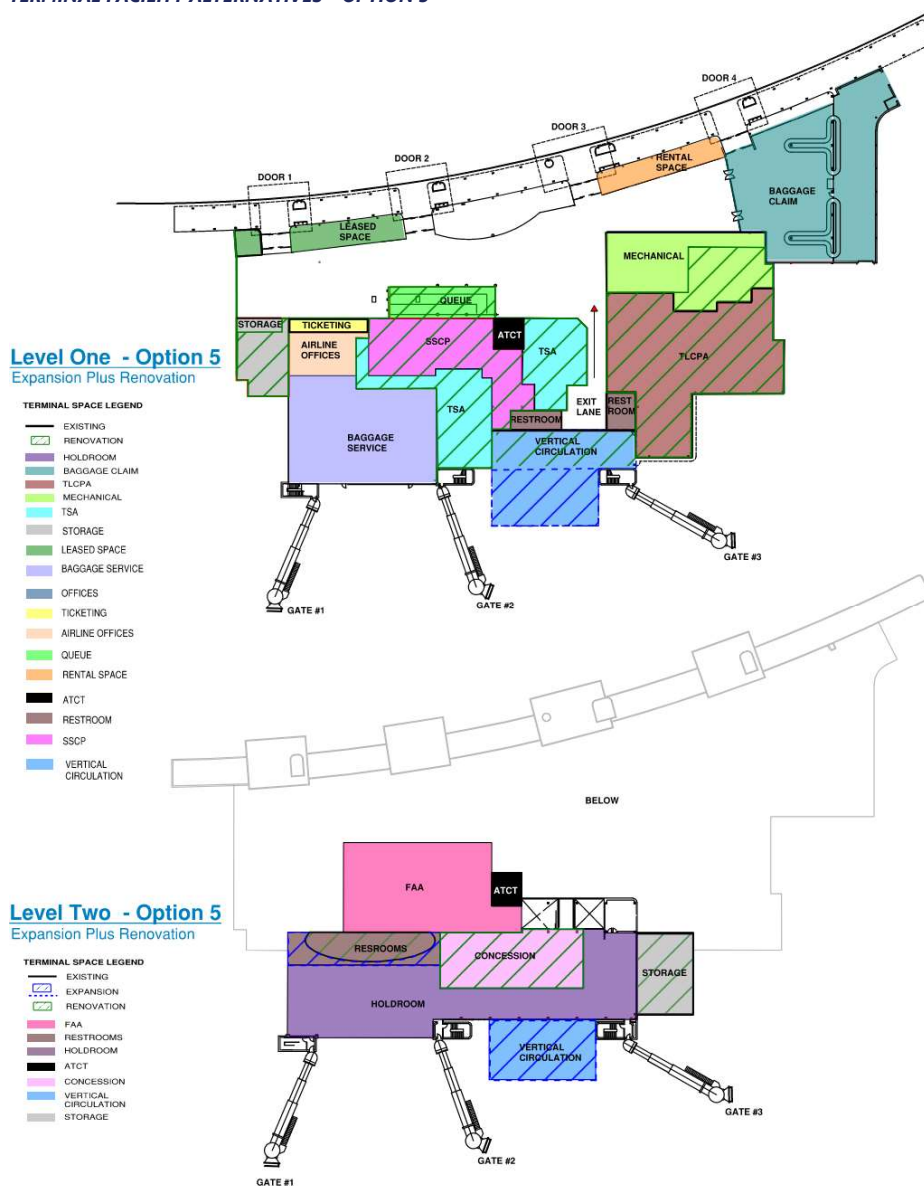 TERMINAL FACILITY ALTERNATIVES – OPTION 5
DOOR 4
DOOR 3
DOOR 2
DOOR 1
RENTAL
SPACE
BAGGAGE
CLAIM
LEASED
SPACE
MECHANICAL
QUEUE
STORAGE
TICKETING
AIRLINE
OFFICES
SSCP
ATCT
TSA
TLCPA
TSA
EXIT
LANE
REST
ROOM
RESTROOM
BAGGAGE
SERVICE
VERTICAL
CIRCULATION
GATE #1
GATE #2
GATE #3
Level One - Option 5
Expansion Plus Renovation
TERMINAL SPACE LEGEND
EXISTING
RENOVATION
HOLDROOM
BAGGAGE CLAIM
TLCPA
MECHANICAL
TSA
STORAGE
LEASED SPACE
BAGGAGE SERVICE
OFFICES
TICKETING
AIRLINE OFFICES
QUEUE
RENTAL SPACE
ATCT
RESTROOM
SSCP
VERTICAL
CIRCULATION
BELOW
FAA
ATCT
RESROOMS
CONCESSION
STORAGE
HOLDROOM
VERTICAL
CIRCULATION
GATE #3
GATE #2
GATE #1
Level Two - Option 5
Expansion Plus Renovation
TERMINAL SPACE LEGEND
EXISTING
EXPANSION
RENOVATION
FAA
RESTROOMS
HOLDROOM
ATCT
CONCESSION
VERTICAL
CIRCULATION
STORAGE